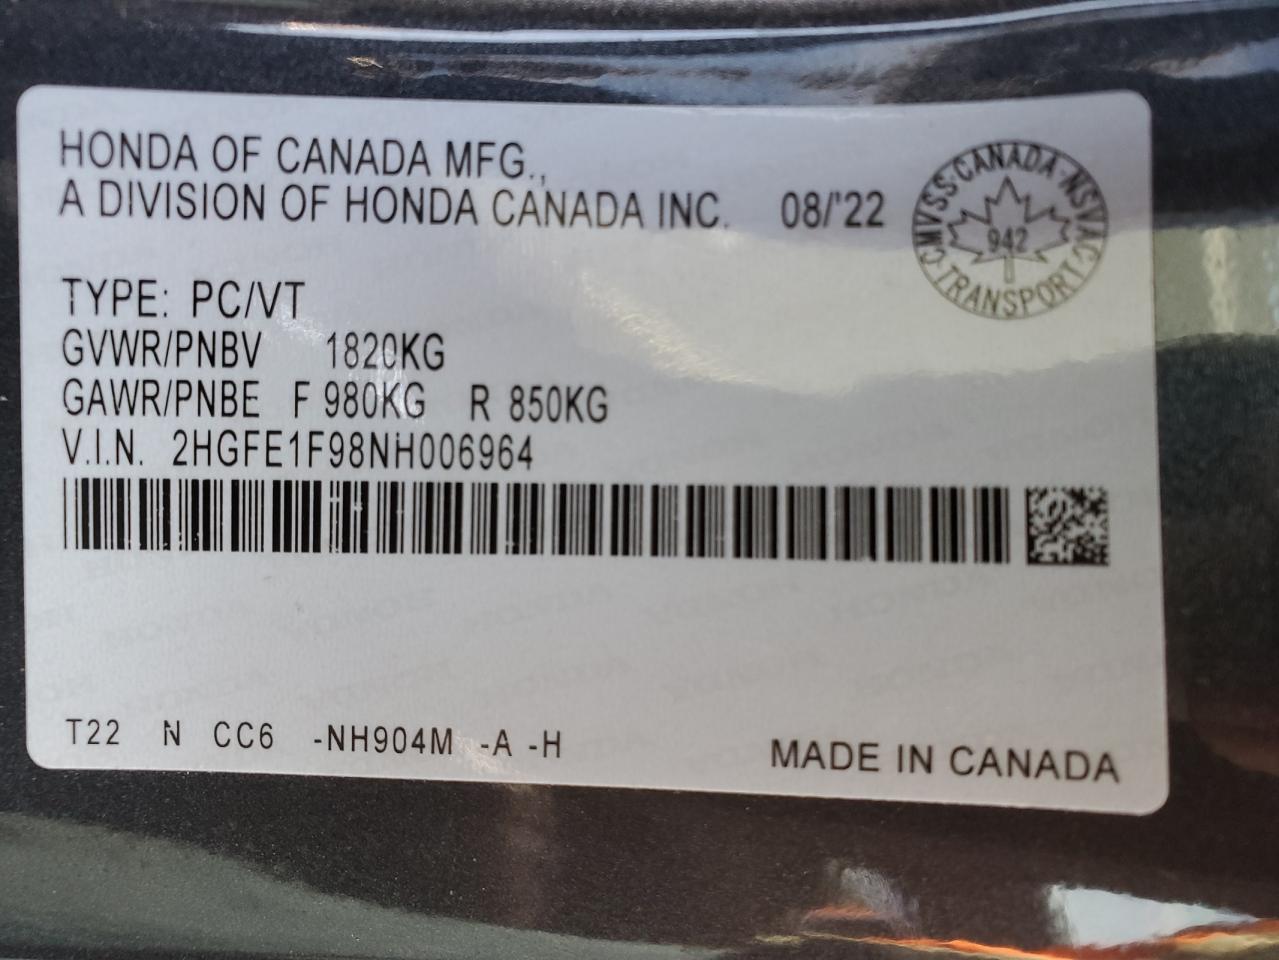 HONDA OF CANADA MFG.,
A DIVISION OF HONDA CANADA INC. 08/'22
CMVSS·CANADA·NSVAC·TRANSPORT·
942
TYPE: PC/VT
GVWR/PNBV 1820KG
GAWR/PNBE F 980KG R 850KG
V.I.N. 2HGFE1F98NH006964
T22 N CC6 -NH904M -A -H
MADE IN CANADA